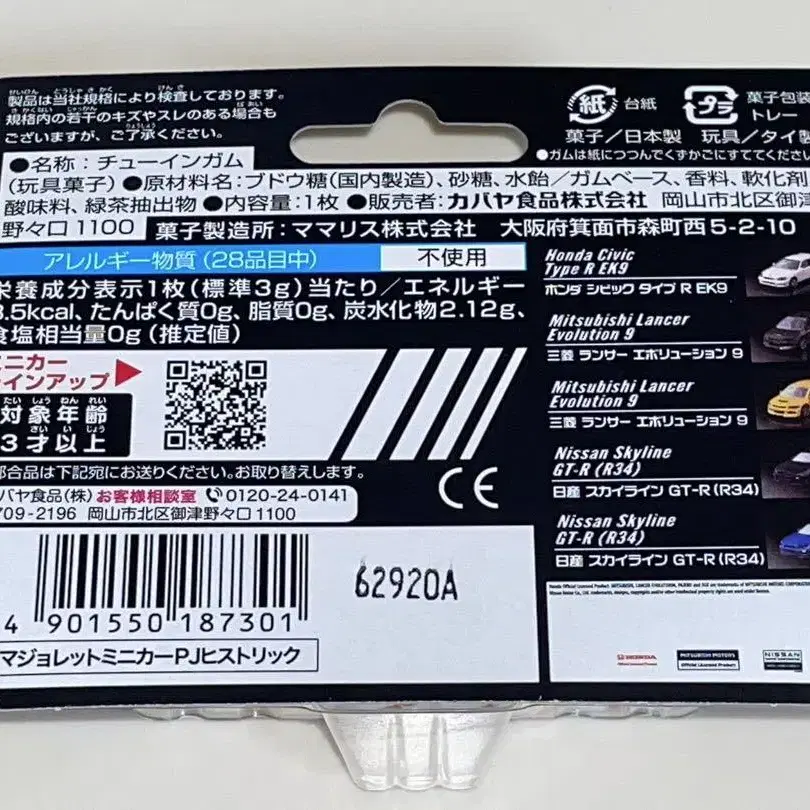 製品は当社規格により検査しております。
規格内の若干のキズやスレのある場合も
ございますが、ご了承ください。
紙 台紙
プラ 菓子包装
トレー
菓子/日本製 玩具/タイ製
●ガムは紙につつんでくずかごにすててください
●名称:チューインガム
(玩具菓子) ●原材料名:ブドウ糖(国内製造)、砂糖、水飴/ガムベース、香料、軟化剤
酸味料、緑茶抽出物 ●内容量:1枚 ●販売者:カバヤ食品株式会社 岡山市北区御津
野々口1100 菓子製造所:ママリス株式会社 大阪府箕面市森町西5-2-10
アレルギー物質(28品目中) 不使用
栄養成分表示1枚(標準3g)当たり/エネルギー
8.5kcal、たんぱく質0g、脂質0g、炭水化物2.12g、
食塩相当量0g(推定値)
ミニカー
ラインアップ
対象年齢
3才以上
部合品は下記宛にお送りください。お取り替えします。
カバヤ食品(株) お客様相談室 0120-24-0141
709-2196 岡山市北区御津野々口1100
CE
4 901550 187301
62920A
マジョレットミニカーPJヒストリック
Honda Civic
Type R EK9
ホンダ シビック タイプ R EK9
Mitsubishi Lancer
Evolution 9
三菱 ランサー エボリューション 9
Mitsubishi Lancer
Evolution 9
三菱 ランサー エボリューション 9
Nissan Skyline
GT-R (R34)
日産 スカイライン GT-R (R34)
Nissan Skyline
GT-R (R34)
日産 スカイライン GT-R (R34)
HONDA
Official Licensed Product
MITSUBISHI MOTORS
Official Licensed Product
NISSAN